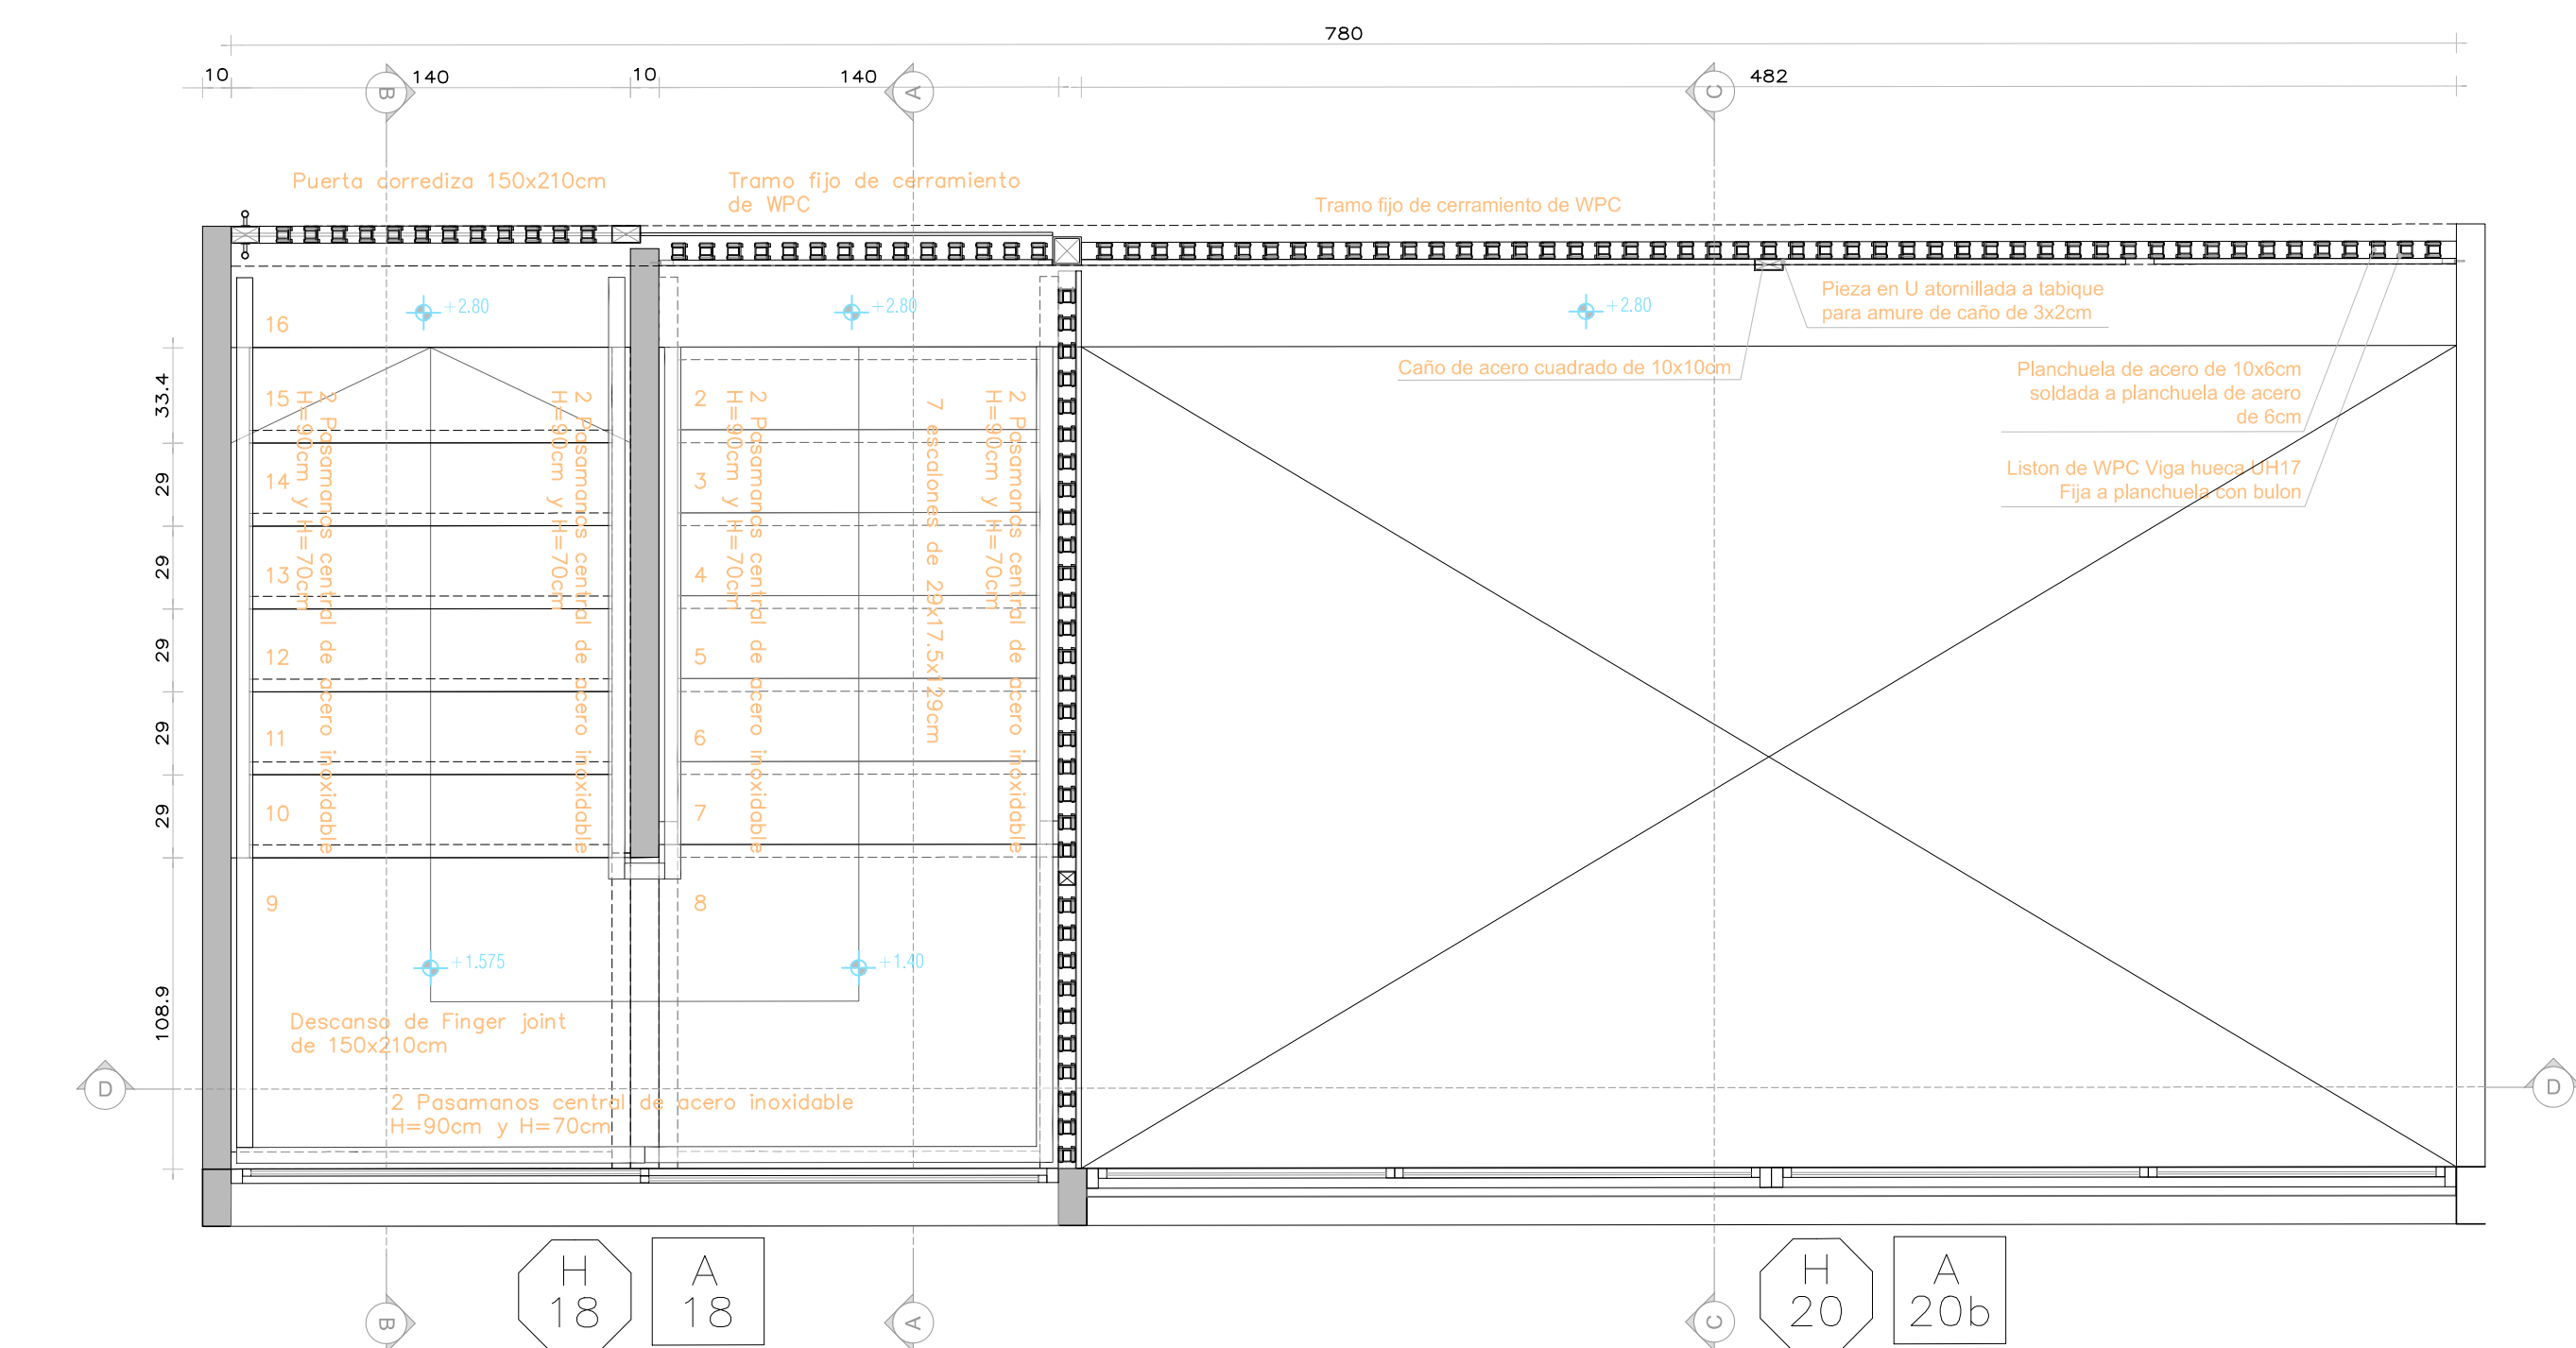 780
10
140
10
140
482
B
A
C
Puerta corrediza 150x210cm
Tramo fijo de cerramiento
de WPC
Tramo fijo de cerramiento de WPC
+2.80
+2.80
+2.80
Pieza en U atornillada a tabique
para amure de caño de 3x2cm
Caño de acero cuadrado de 10x10cm
Planchuela de acero de 10x6cm
soldada a planchuela de acero
de 6cm
Liston de WPC Viga hueca UH17
Fija a planchuela con bulon
33.4
29
29
29
29
29
108.9
16
15
14
13
12
11
10
9
2 Pasamanos central de acero inoxidable
H=90cm y H=70cm
2 Pasamanos central de acero inoxidable
H=90cm y H=70cm
2
3
4
5
6
7
8
2 Pasamanos central de acero inoxidable
H=90cm y H=70cm
7 escalones de 29x17.5x129cm
2 Pasamanos central de acero inoxidable
H=90cm y H=70cm
+1.575
+1.40
Descanso de Finger joint
de 150x210cm
2 Pasamanos central de acero inoxidable
H=90cm y H=70cm
D
D
H
18
A
18
H
20
A
20b
B
A
C